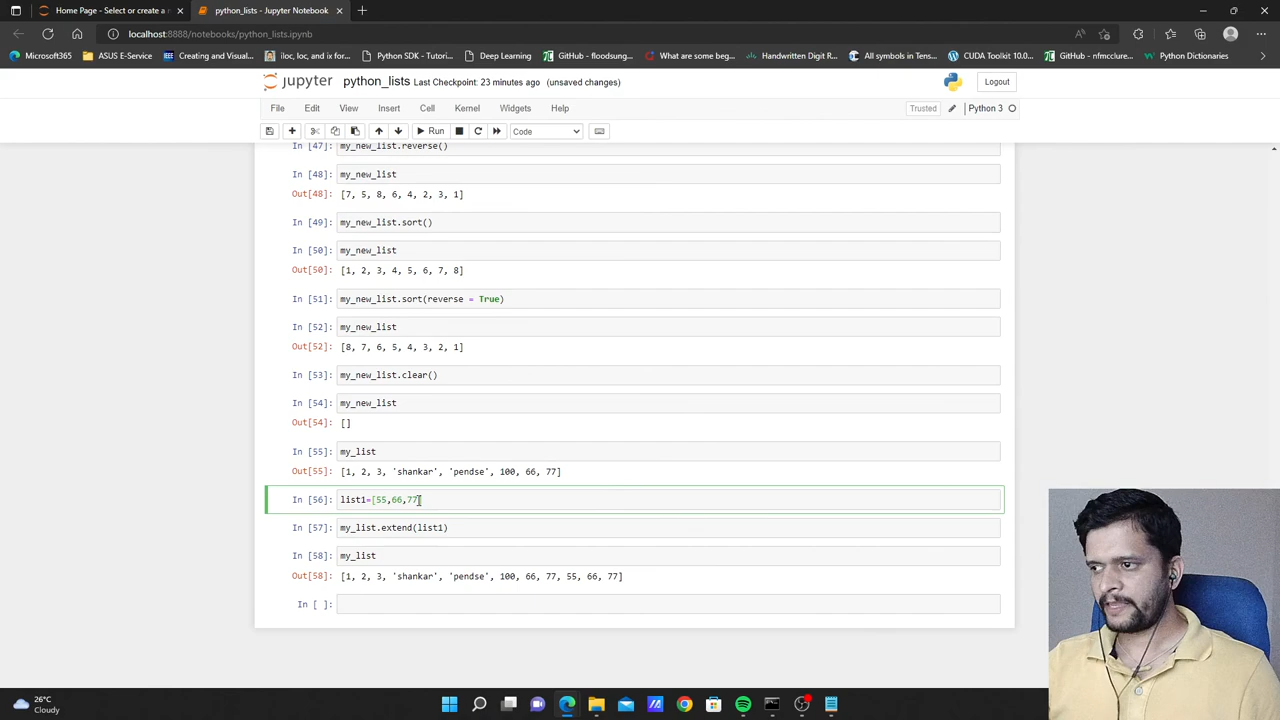 Home Page - Select or create a n
python_lists - Jupyter Notebook
localhost:8888/notebooks/python_lists.ipynb
Microsoft365
ASUS E-Service
Creating and Visual...
iloc, loc, and ix for...
Python SDK - Tutori...
Deep Learning
GitHub - floodsung...
What are some beg...
Handwritten Digit R...
All symbols in Tens...
CUDA Toolkit 10.0...
GitHub - nfmcclure...
Python Dictionaries
jupyter python_lists Last Checkpoint: 23 minutes ago (unsaved changes)
Logout
File Edit View Insert Cell Kernel Widgets Help
Trusted
Python 3
Run
Code
In [47]: my_new_list.reverse()
In [48]: my_new_list
Out[48]: [7, 5, 8, 6, 4, 2, 3, 1]
In [49]: my_new_list.sort()
In [50]: my_new_list
Out[50]: [1, 2, 3, 4, 5, 6, 7, 8]
In [51]: my_new_list.sort(reverse = True)
In [52]: my_new_list
Out[52]: [8, 7, 6, 5, 4, 3, 2, 1]
In [53]: my_new_list.clear()
In [54]: my_new_list
Out[54]: []
In [55]: my_list
Out[55]: [1, 2, 3, 'shankar', 'pendse', 100, 66, 77]
In [56]: list1=[55,66,77]
In [57]: my_list.extend(list1)
In [58]: my_list
Out[58]: [1, 2, 3, 'shankar', 'pendse', 100, 66, 77, 55, 66, 77]
In [ ]:
26°C
Cloudy